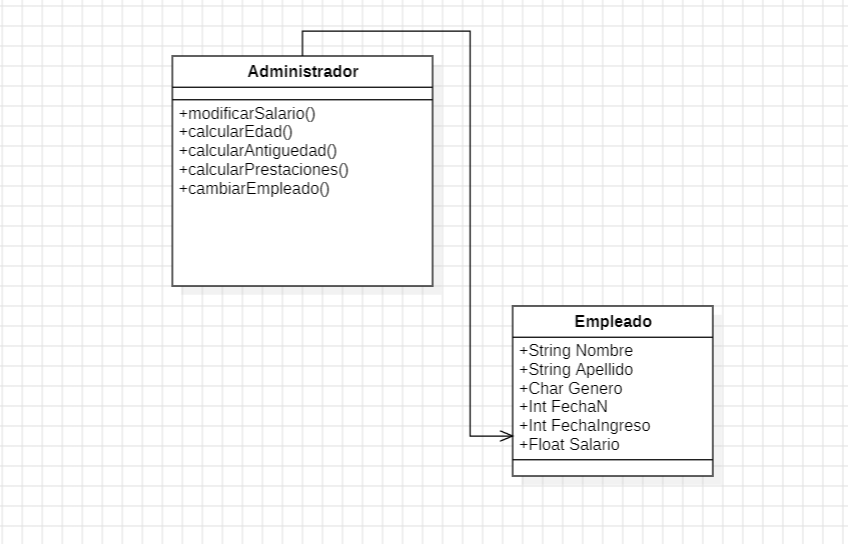 Administrador
+modificarSalario()
+calcularEdad()
+calcularAntiguedad()
+calcularPrestaciones()
+cambiarEmpleado()
Empleado
+String Nombre
+String Apellido
+Char Genero
+Int FechaN
+Int FechaIngreso
+Float Salario